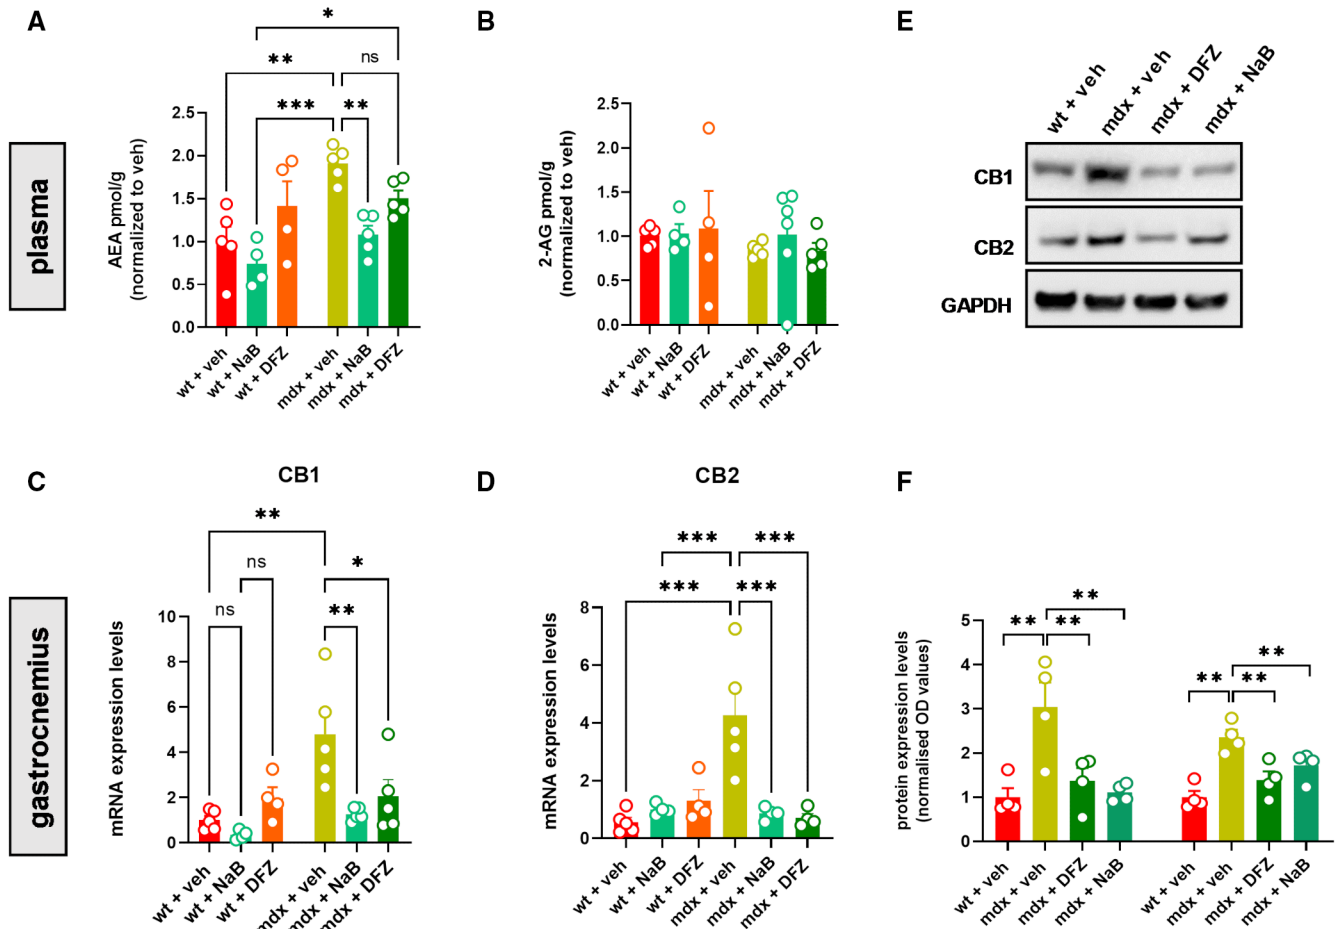 A
B
E
plasma
AEA pmol/g
(normalized to veh)
2.5
2.0
1.5
1.0
0.5
0.0
*
**
ns
***
**
wt + veh
wt + NaB
wt + DFZ
mdx + veh
mdx + NaB
mdx + DFZ
2-AG pmol/g
(normalized to veh)
2.5
2.0
1.5
1.0
0.5
0.0
wt + veh
wt + NaB
wt + DFZ
mdx + veh
mdx + NaB
mdx + DFZ
wt + veh
mdx + veh
mdx + DFZ
mdx + NaB
CB1
CB2
GAPDH
C
D
F
gastrocnemius
CB1
mRNA expression levels
10
8
6
4
2
0
**
ns
*
ns
**
wt + veh
wt + NaB
wt + DFZ
mdx + veh
mdx + NaB
mdx + DFZ
CB2
mRNA expression levels
8
6
4
2
0
***
***
***
***
wt + veh
wt + NaB
wt + DFZ
mdx + veh
mdx + NaB
mdx + DFZ
protein expression levels
(normalised OD values)
5
4
3
2
1
0
**
**
**
**
**
**
wt + veh
mdx + veh
mdx + DFZ
mdx + NaB
wt + veh
mdx + veh
mdx + DFZ
mdx + NaB